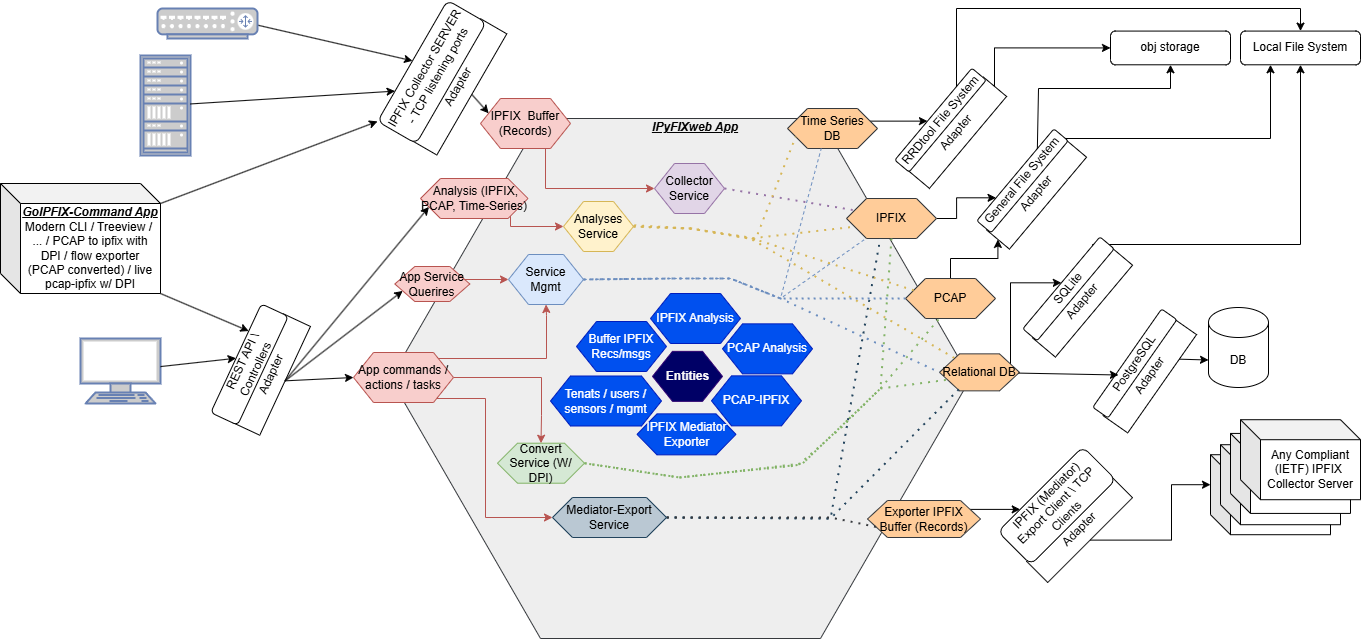 IPFIX Collector SERVER
- TCP listening ports
Adapter
GoIPFIX-Command App
Modern CLI / Treeview /
... / PCAP to ipfix with
DPI / flow exporter
(PCAP converted) / live
pcap-ipfix w/ DPI
REST API \
Controllers
Adapter
IPyFIXweb App
IPFIX Buffer
(Records)
Analysis (IPFIX,
PCAP, Time-Series)
App Service
Querires
App commands /
actions / tasks
Collector
Service
Analyses
Service
Service
Mgmt
Convert
Service (W/
DPI)
Mediator-Export
Service
IPFIX Analysis
Buffer IPFIX
Recs/msgs
PCAP Analysis
Entities
Tenats / users /
sensors / mgmt
PCAP-IPFIX
IPFIX Mediator
Exporter
Time Series
DB
IPFIX
PCAP
Relational DB
Exporter IPFIX
Buffer (Records)
RRDtool File System
Adapter
General File System
Adapter
SQLite
Adapter
PostgreSQL
Adapter
IPFIX (Mediator)
Export Client \ TCP
Clients
Adapter
obj storage
Local File System
DB
Any Compliant
(IETF) IPFIX
Collector Server